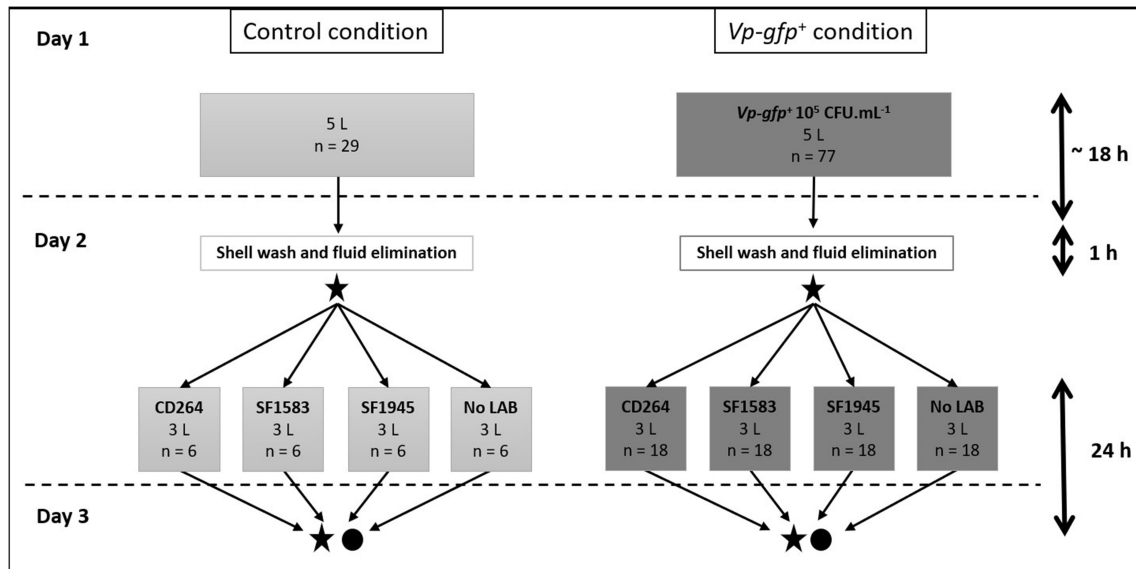 Day 1
Control condition
Vp-gfp⁺ condition
5 L
n = 29
Vp-gfp⁺ 10⁵ CFU.mL⁻¹
5 L
n = 77
~ 18 h
Day 2
Shell wash and fluid elimination
Shell wash and fluid elimination
1 h
CD264
3 L
n = 6
SF1583
3 L
n = 6
SF1945
3 L
n = 6
No LAB
3 L
n = 6
CD264
3 L
n = 18
SF1583
3 L
n = 18
SF1945
3 L
n = 18
No LAB
3 L
n = 18
24 h
Day 3